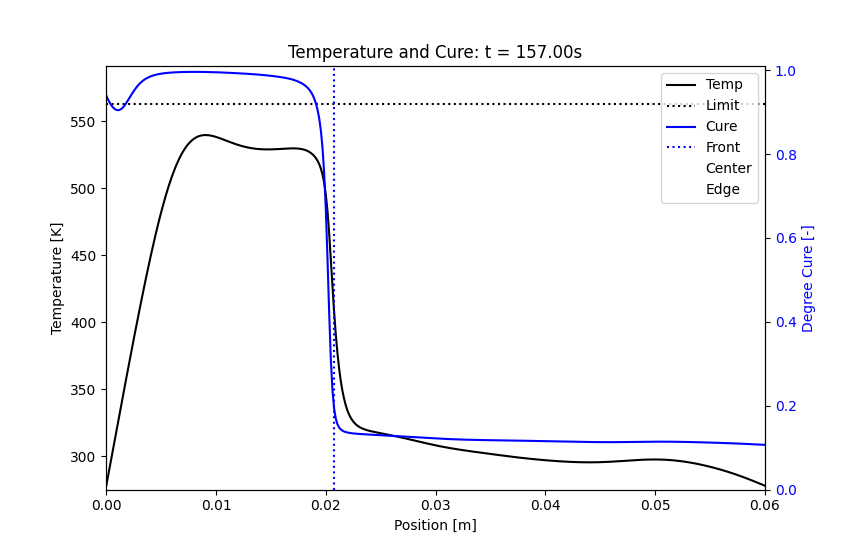 Temperature and Cure: t = 157.00s
Temperature [K]
550
500
450
400
350
300
Temp
Limit
Cure
Front
Center
Edge
1.0
0.8
0.6
0.4
0.2
0.0
Degree Cure [-]
0.00
0.01
0.02
0.03
0.04
0.05
0.06
Position [m]